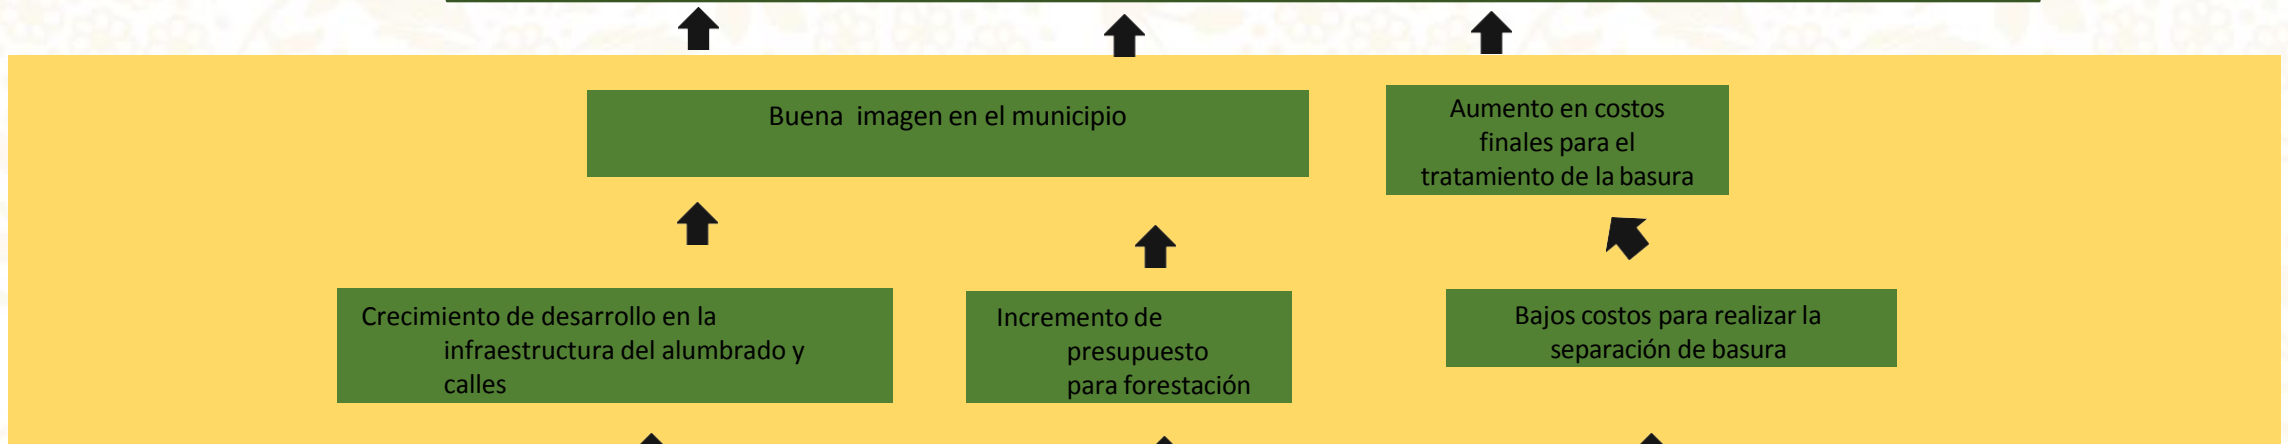 Buena imagen en el municipio
Aumento en costos
finales para el
tratamiento de la basura
Crecimiento de desarrollo en la
infraestructura del alumbrado y
calles
Incremento de
presupuesto
para forestación
Bajos costos para realizar la
separación de basura